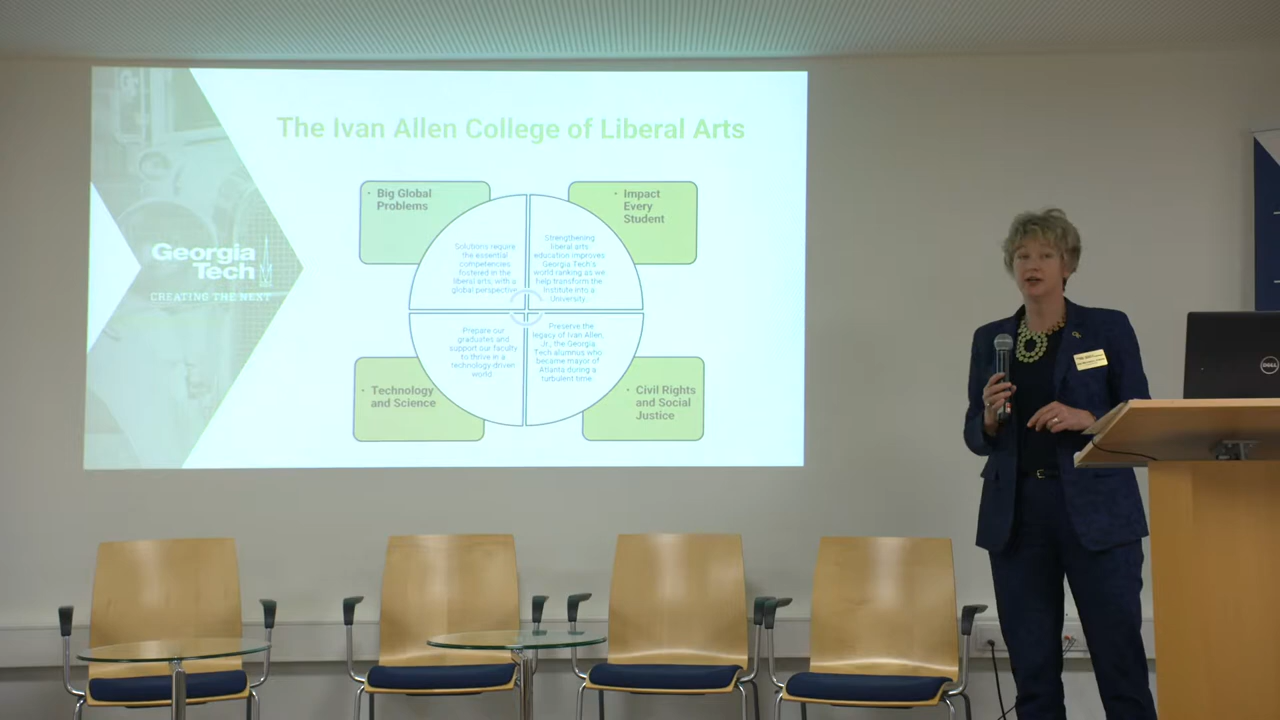 The Ivan Allen College of Liberal Arts
Georgia
Tech
CREATING THE NEXT
• Big Global
Problems
• Impact
Every
Student
Solutions require
the essential
competencies
fostered in the
liberal arts, with a
global perspective.
Strengthening
liberal arts
education improves
Georgia Tech's
world ranking as we
help transform the
Institute into a
University.
Prepare our
graduates and
support our faculty
to thrive in a
technology-driven
world.
Preserve the
legacy of Ivan Allen,
Jr., the Georgia
Tech alumnus who
became mayor of
Atlanta during a
turbulent time.
• Technology
and Science
• Civil Rights
and Social
Justice
DELL